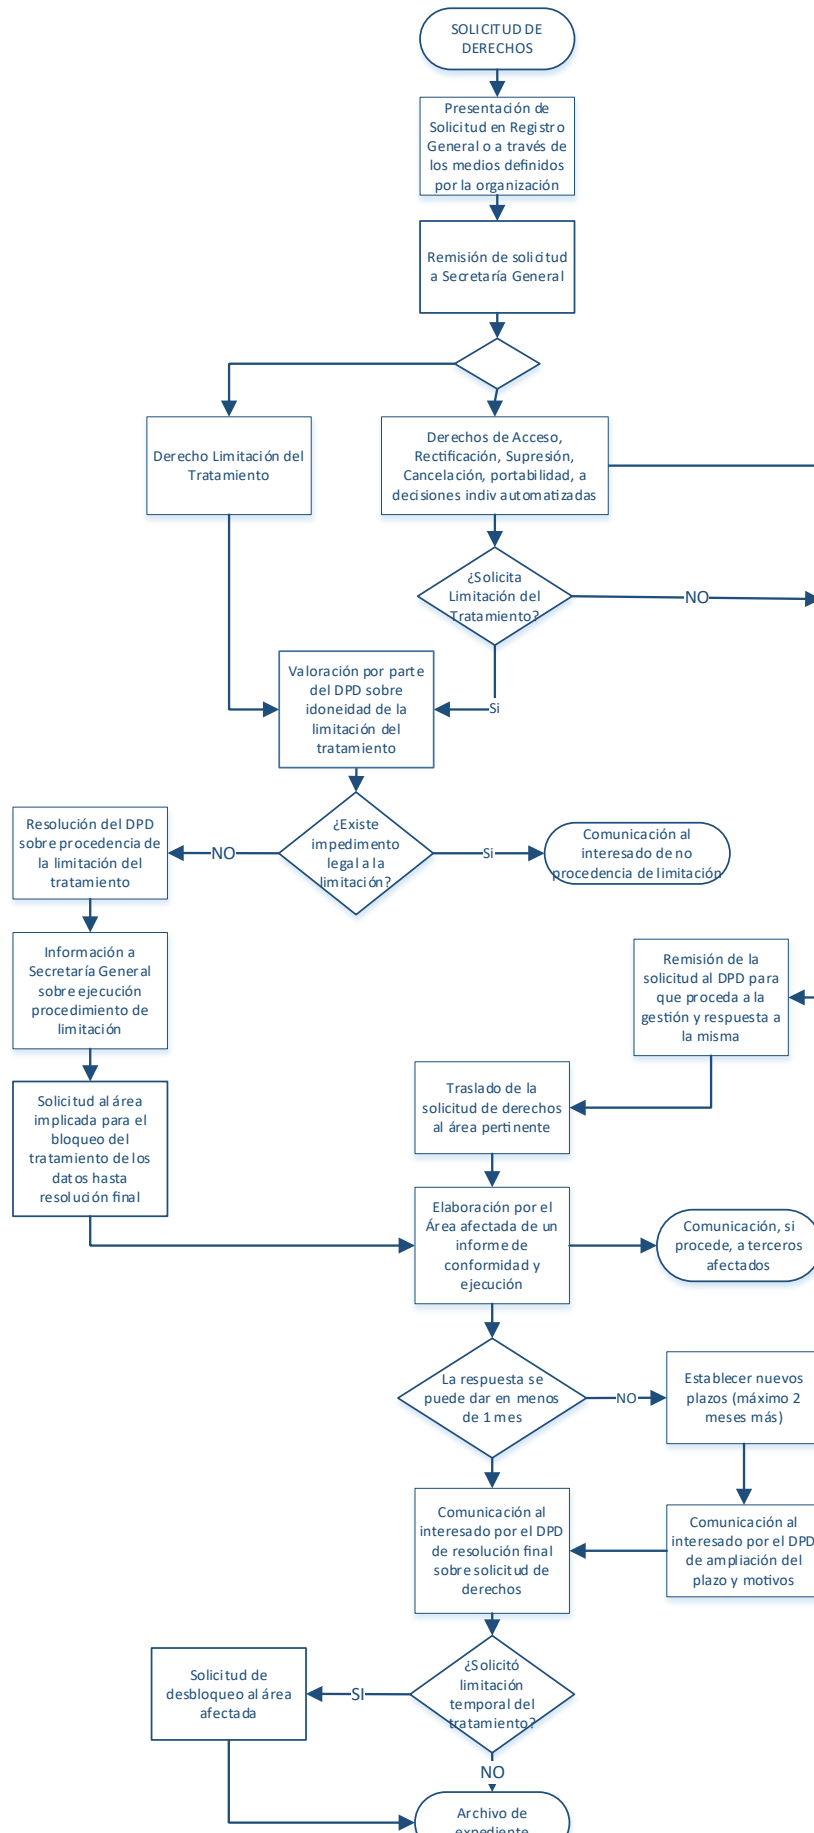 SOLICITUD DE
DERECHOS
Presentación de
Solicitud en Registro
General o a través de
los medios definidos
por la organización
Remisión de solicitud
a Secretaría General
Derecho Limitación del
Tratamiento
Derechos de Acceso,
Rectificación, Supresión,
Cancelación, portabilidad, a
decisiones indiv automatizadas
¿Solicita
Limitación del
Tratamiento?
NO
Si
Valoración por parte
del DPD sobre
idoneidad de la
limitación del
tratamiento
¿Existe
impedimento
legal a la
limitación?
NO
Si
Resolución del DPD
sobre procedencia de
la limitación del
tratamiento
Comunicación al
interesado de no
procedencia de limitación
Información a
Secretaría General
sobre ejecución
procedimiento de
limitación
Remisión de la
solicitud al DPD para
que proceda a la
gestión y respuesta a
la misma
Solicitud al área
implicada para el
bloqueo del
tratamiento de los
datos hasta
resolución final
Traslado de la
solicitud de derechos
al área pertinente
Elaboración por el
Área afectada de un
informe de
conformidad y
ejecución
Comunicación, si
procede, a terceros
afectados
La respuesta se
puede dar en menos
de 1 mes
NO
Establecer nuevos
plazos (máximo 2
meses más)
Comunicación al
interesado por el DPD
de resolución final
sobre solicitud de
derechos
Comunicación al
interesado por el DPD
de ampliación del
plazo y motivos
¿Solicitó
limitación
temporal del
tratamiento?
SI
Solicitud de
desbloqueo al área
afectada
NO
Archivo de
expediente